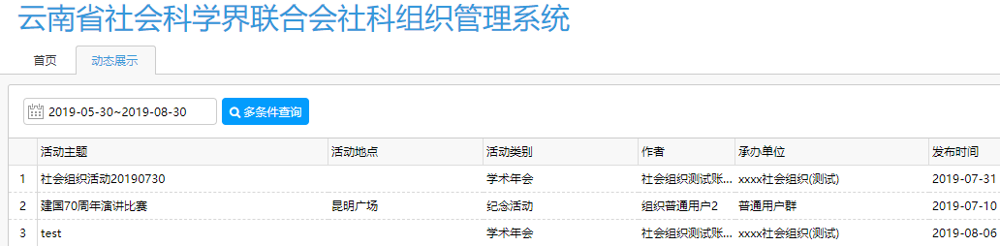 云南省社会科学界联合会社科组织管理系统
首页 动态展示
2019-05-30~2019-08-30 多条件查询
活动主题 活动地点 活动类别 作者 承办单位 发布时间
1 社会组织活动20190730 学术年会 社会组织测试账... xxxx社会组织(测试) 2019-07-31
2 建国70周年演讲比赛 昆明广场 纪念活动 组织普通用户2 普通用户群 2019-07-10
3 test 学术年会 社会组织测试账... xxxx社会组织(测试) 2019-08-06